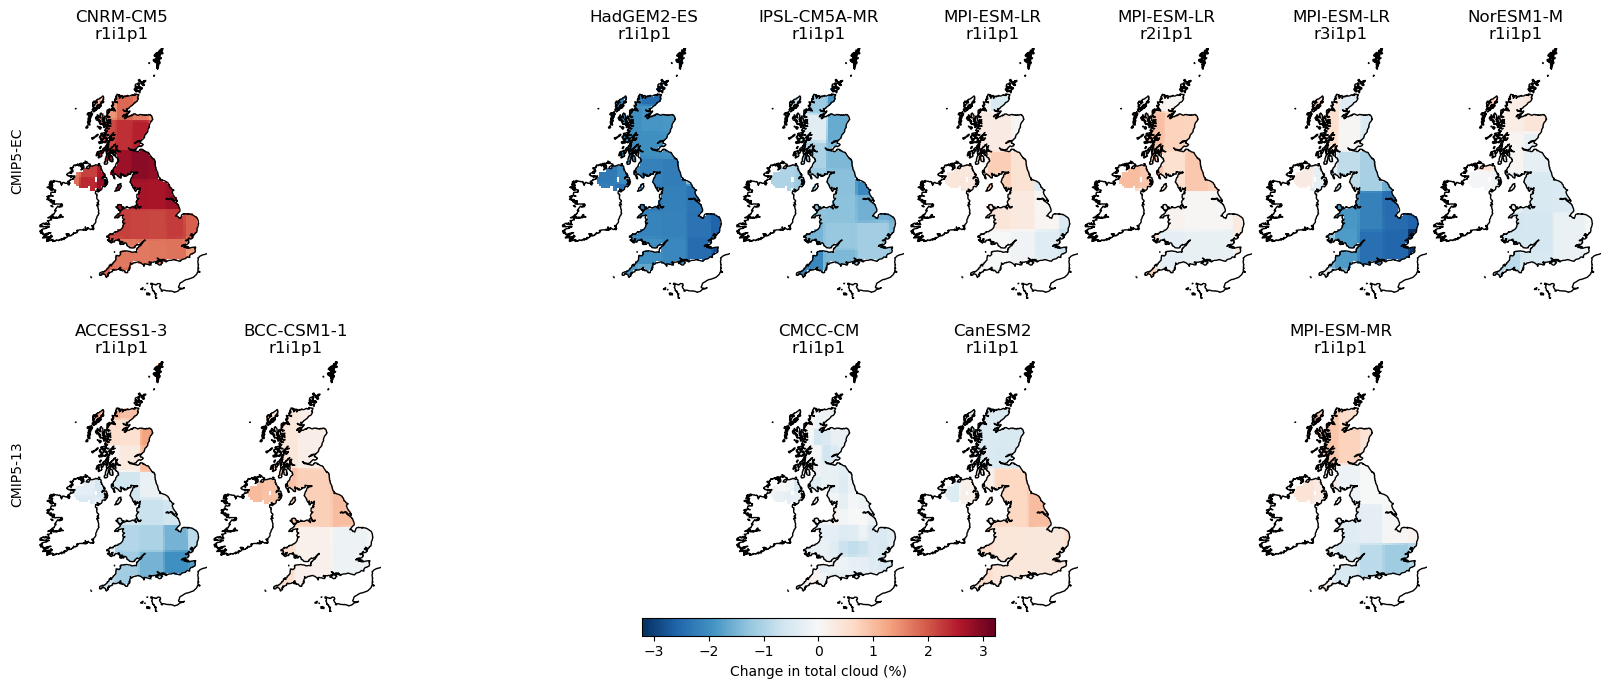 CNRM-CM5
r1i1p1
HadGEM2-ES
r1i1p1
IPSL-CM5A-MR
r1i1p1
MPI-ESM-LR
r1i1p1
MPI-ESM-LR
r2i1p1
MPI-ESM-LR
r3i1p1
NorESM1-M
r1i1p1
CMIP5-EC
ACCESS1-3
r1i1p1
BCC-CSM1-1
r1i1p1
CMCC-CM
r1i1p1
CanESM2
r1i1p1
MPI-ESM-MR
r1i1p1
CMIP5-13
−3 −2 −1 0 1 2 3
Change in total cloud (%)